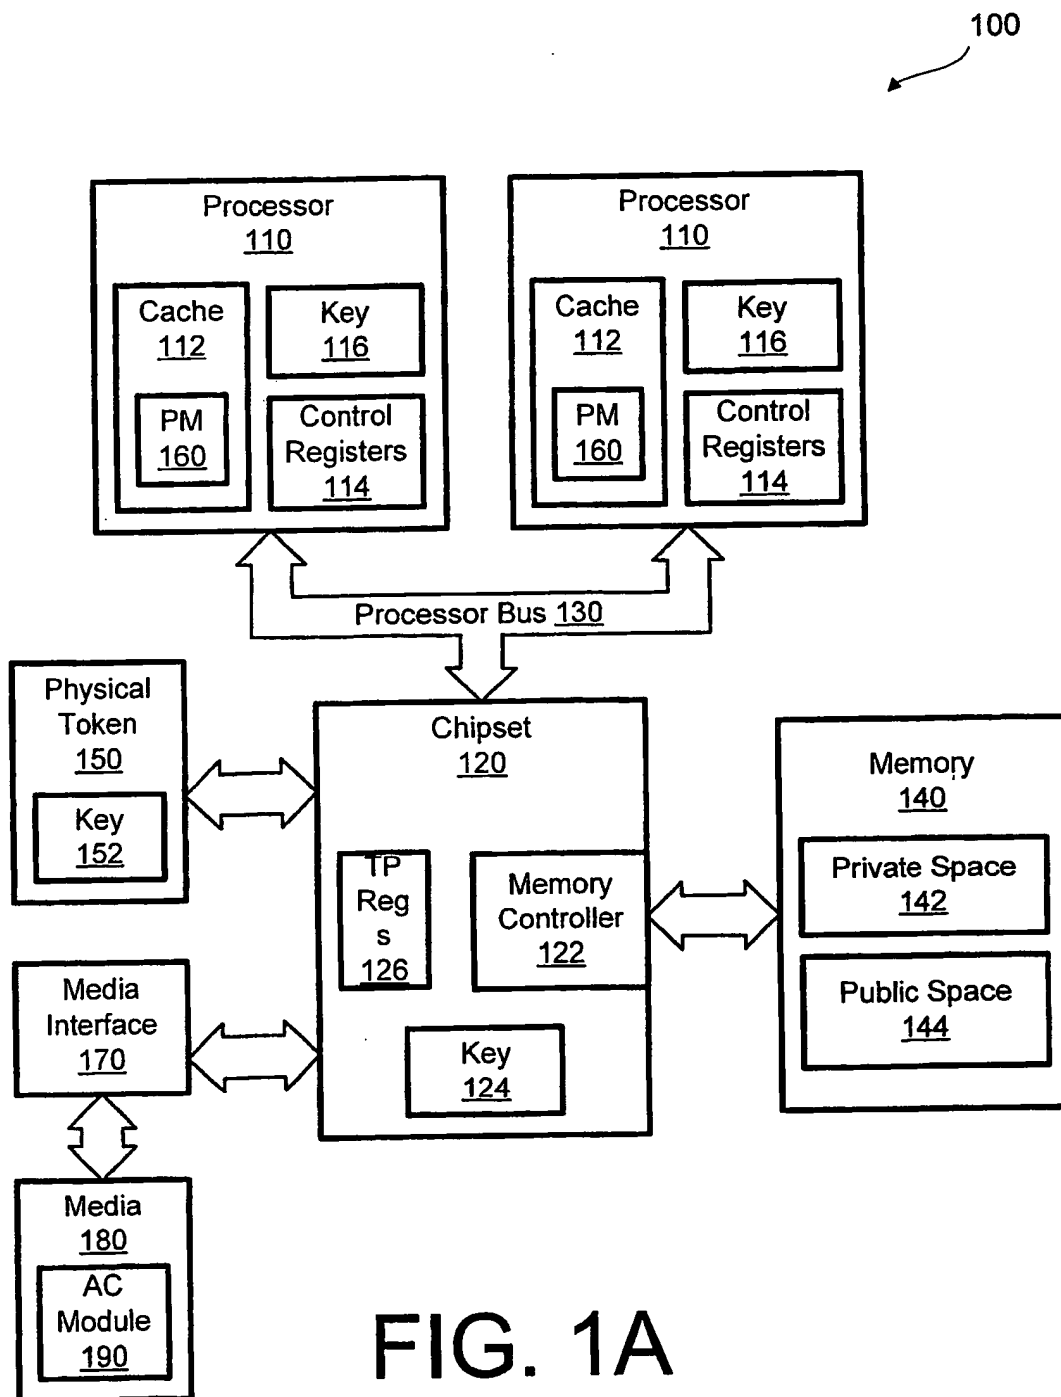 100
Processor
110
Cache
112
PM
160
Key
116
Control
Registers
114
Processor
110
Cache
112
PM
160
Key
116
Control
Registers
114
Processor Bus 130
Physical
Token
150
Key
152
Chipset
120
TP
Reg
s
126
Memory
Controller
122
Key
124
Memory
140
Private Space
142
Public Space
144
Media
Interface
170
Media
180
AC
Module
190
FIG. 1A